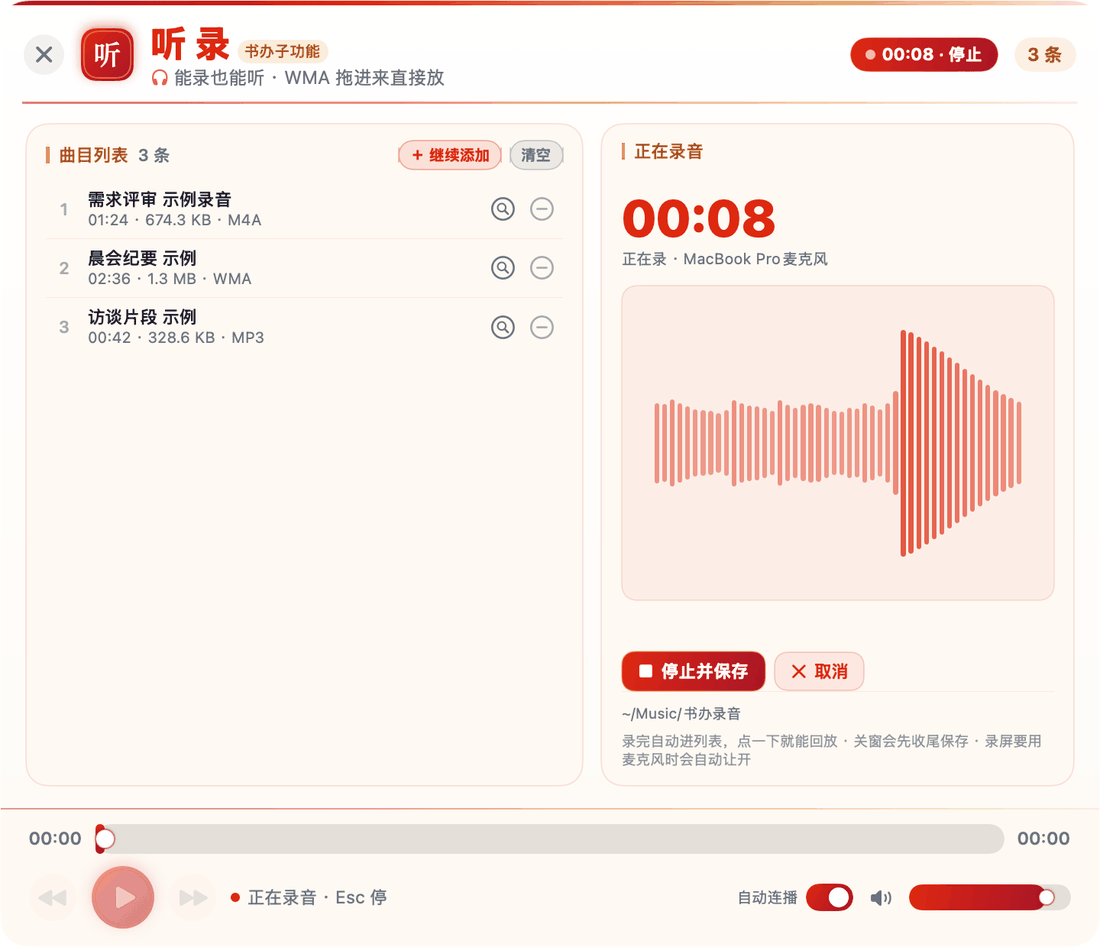 听
听 录 书办子功能
能录也能听 · WMA 拖进来直接放
00:08 · 停止
3 条
曲目列表 3 条
+ 继续添加
清空
1
需求评审 示例录音
01:24 · 674.3 KB · M4A
2
晨会纪要 示例
02:36 · 1.3 MB · WMA
3
访谈片段 示例
00:42 · 328.6 KB · MP3
正在录音
00:08
正在录 · MacBook Pro麦克风
停止并保存
取消
~/Music/书办录音
录完自动进列表，点一下就能回放 · 关窗会先收尾保存 · 录屏要用
麦克风时会自动让开
00:00
00:00
正在录音 · Esc 停
自动连播